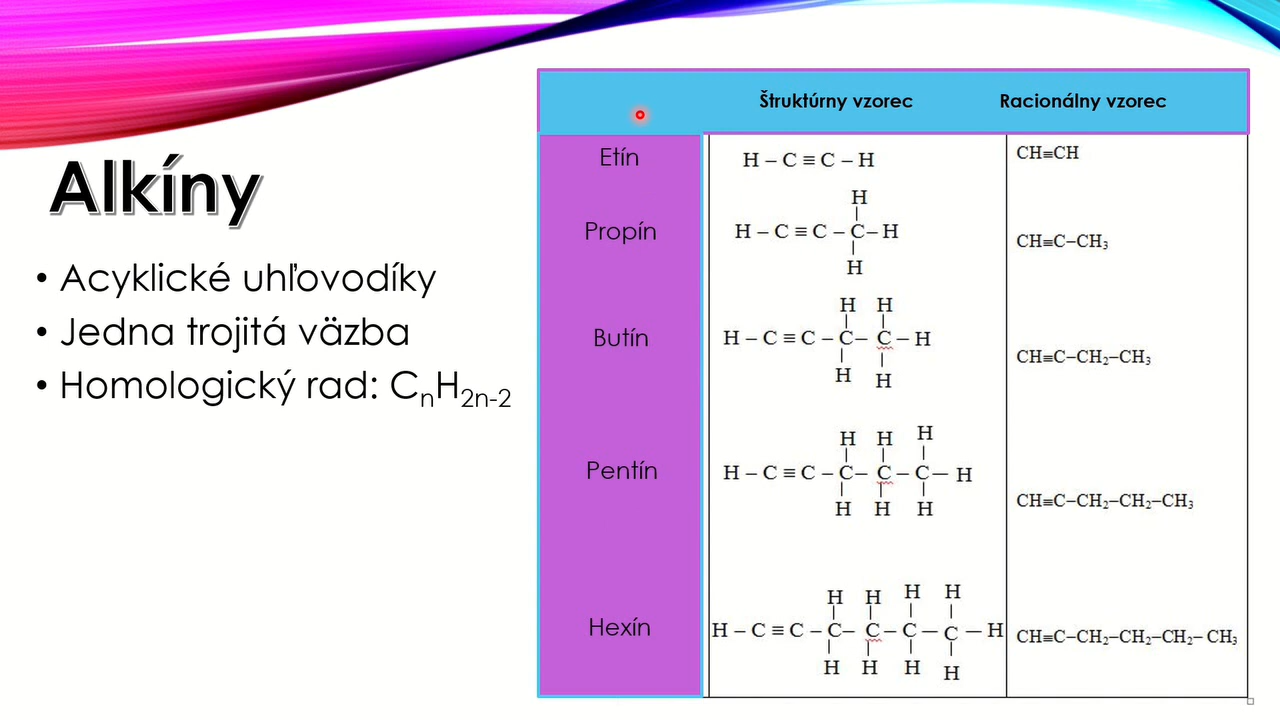 Alkíny
• Acyklické uhľovodíky
• Jedna trojitá väzba
• Homologický rad: CₙH₂ₙ₋₂
Štruktúrny vzorec Racionálny vzorec
Etín
H – C ≡ C – H
CH≡CH
Propín
H
|
H – C ≡ C – C – H
|
H
CH≡C–CH₃
Butín
H H
| |
H – C ≡ C – C – C – H
| |
H H
CH≡C–CH₂–CH₃
Pentín
H H H
| | |
H – C ≡ C – C – C – C – H
| | |
H H H
CH≡C–CH₂–CH₂–CH₃
Hexín
H H H H
| | | |
H – C ≡ C – C – C – C – C – H
| | | |
H H H H
CH≡C–CH₂–CH₂–CH₂–CH₃